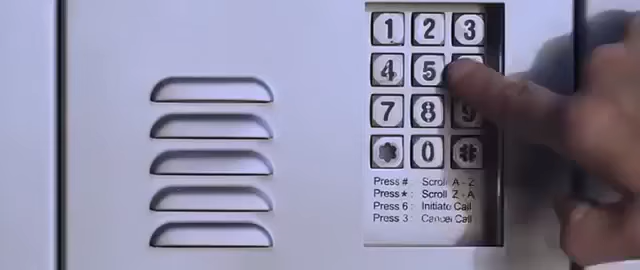 1 2 3
4 5
7 8 9
* 0 #
Press # : Scroll A - Z
Press * : Scroll Z - A
Press 6 : Initiate Call
Press 3 : Cancel Call